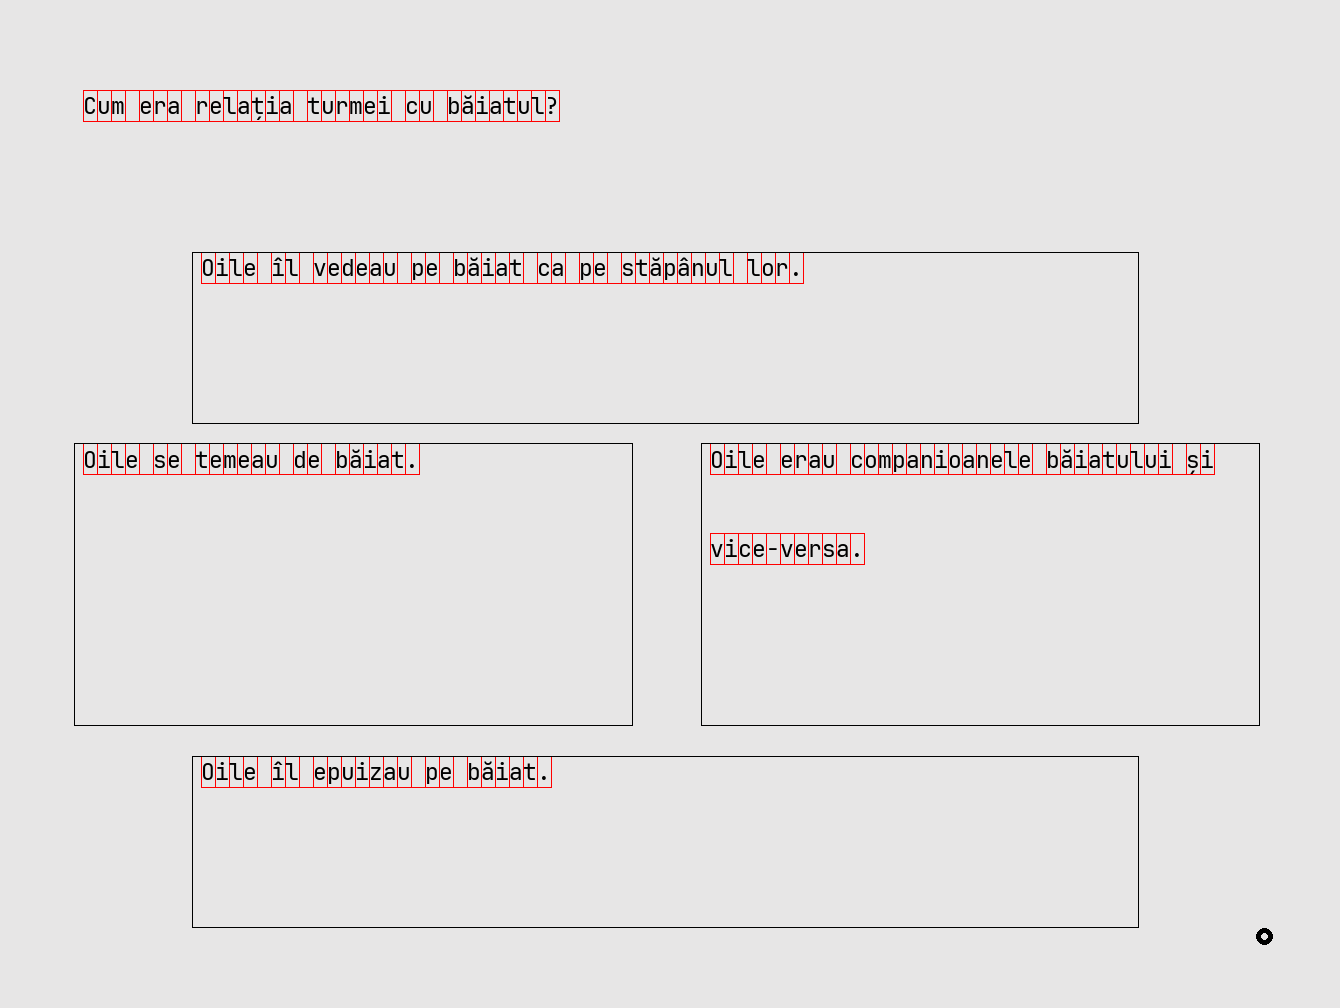 Cum era relația turmei cu băiatul?
Oile îl vedeau pe băiat ca pe stăpânul lor.
Oile se temeau de băiat.
Oile erau companioanele băiatului și
vice-versa.
Oile îl epuizau pe băiat.